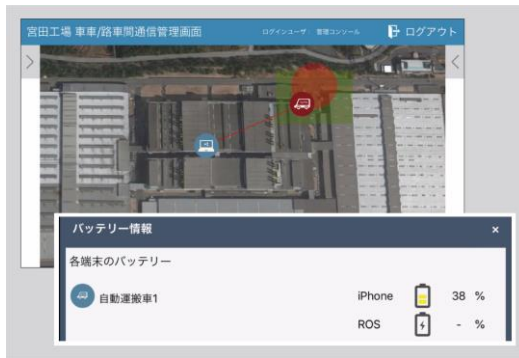 宮田工場 車車/路車間通信管理画面
ログインユーザ: 管理コンソール
ログアウト
バッテリー情報 ×
各端末のバッテリー
自動運搬車1
iPhone 38 %
ROS - %